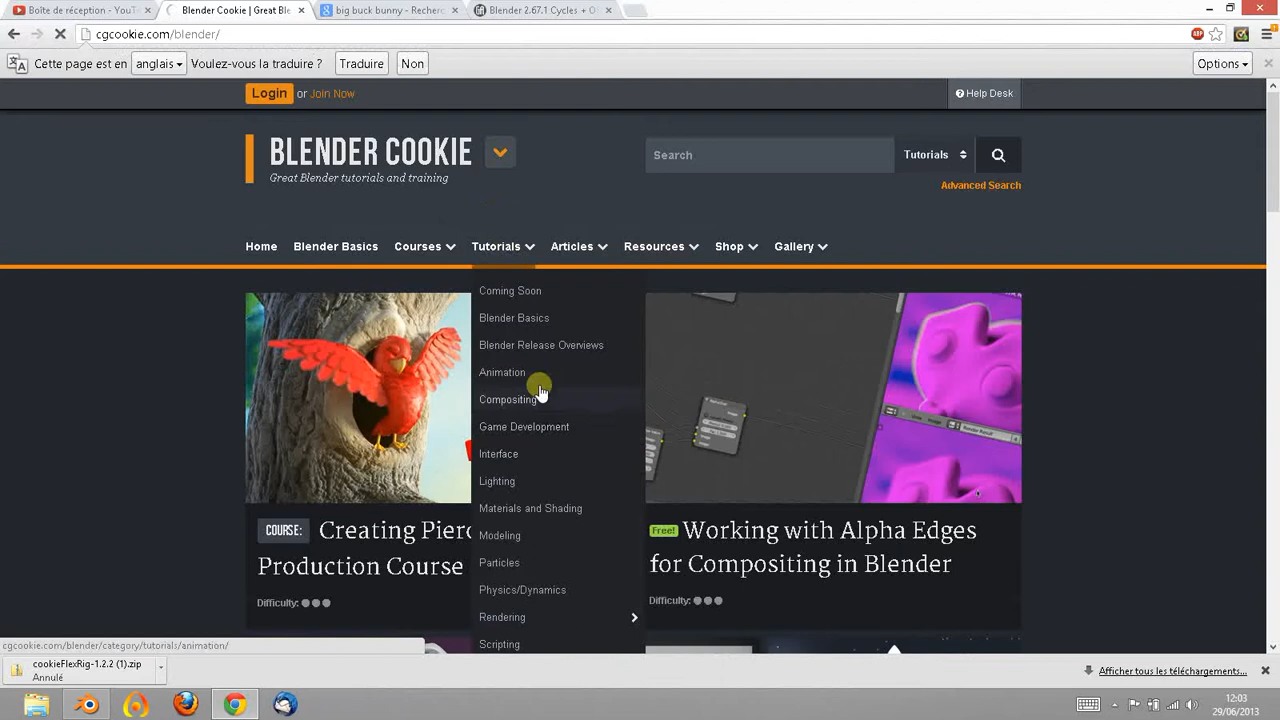 Boîte de réception - YouT
Blender Cookie | Great Ble
big buck bunny - Recherc
Blender 2.67.1 Cycles + O
cgcookie.com/blender/
ABP
Cette page est en anglais Voulez-vous la traduire ? Traduire Non Options
Login or Join Now
Help Desk
BLENDER COOKIE
Great Blender tutorials and training
Search Tutorials
Advanced Search
Home Blender Basics Courses Tutorials Articles Resources Shop Gallery
Coming Soon
Blender Basics
Blender Release Overviews
Animation
Compositing
Game Development
Interface
Lighting
Materials and Shading
Modeling
Particles
Physics/Dynamics
Rendering
Scripting
COURSE: Creating Pierc
Production Course
Difficulty:
Free! Working with Alpha Edges
for Compositing in Blender
Difficulty:
cgcookie.com/blender/category/tutorials/animation/
cookieFlexRig-1.2.2 (1).zip
Annulé
Afficher tous les téléchargements...
12:03
29/06/2013